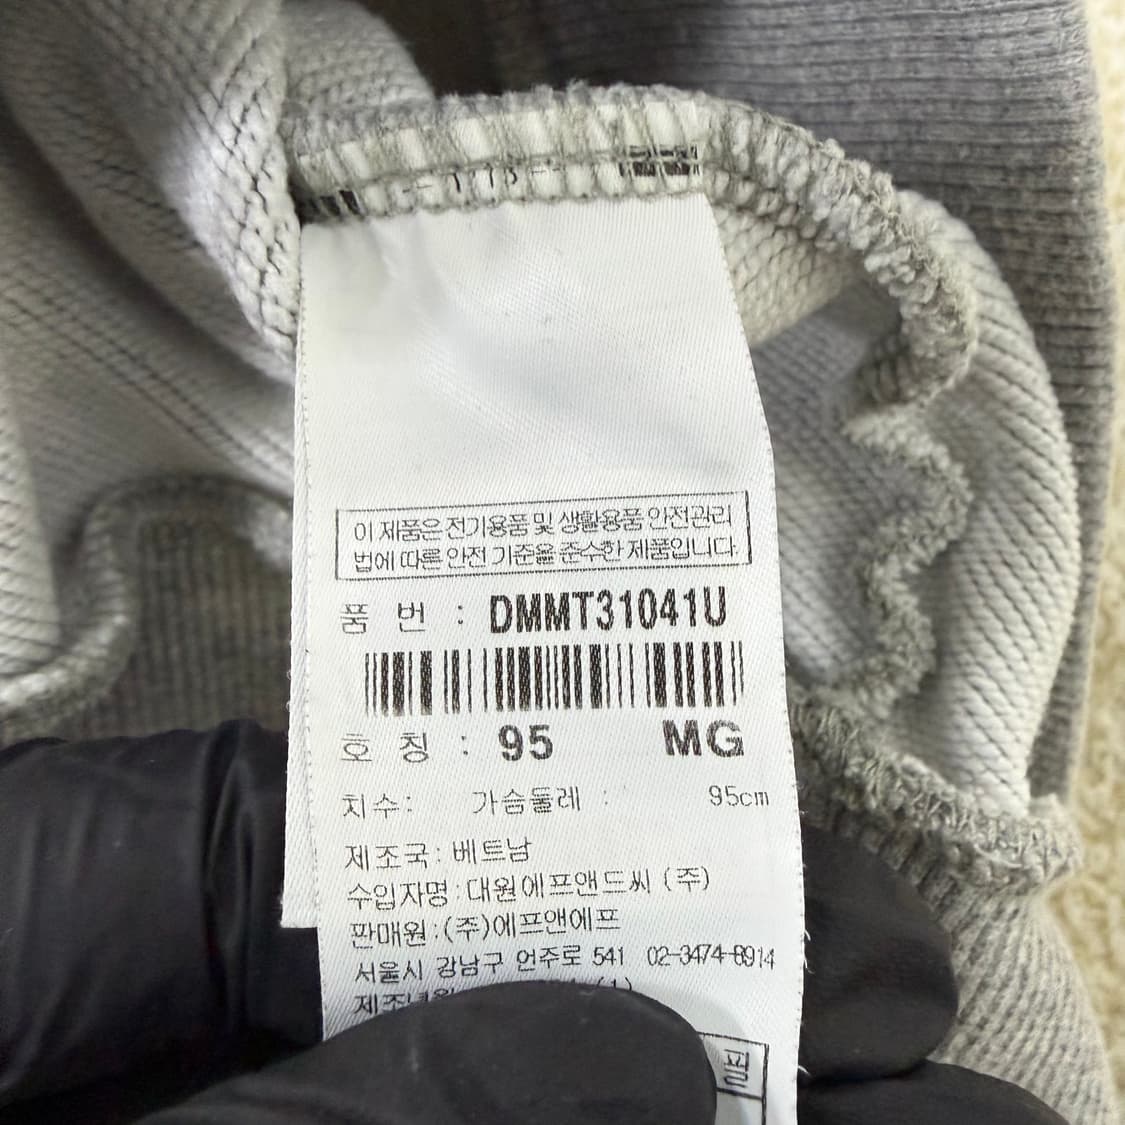 이 제품은 전기용품 및 생활용품 안전관리
법에 따른 안전 기준을 준수한 제품입니다.
품 번 : DMMT31041U
호 칭 : 95 MG
치수: 가슴둘레 : 95cm
제조국: 베트남
수입자명 : 대원에프앤드씨 (주)
판매원 :(주)에프앤에프
서울시 강남구 언주로 541 02-3474-8914
(1)